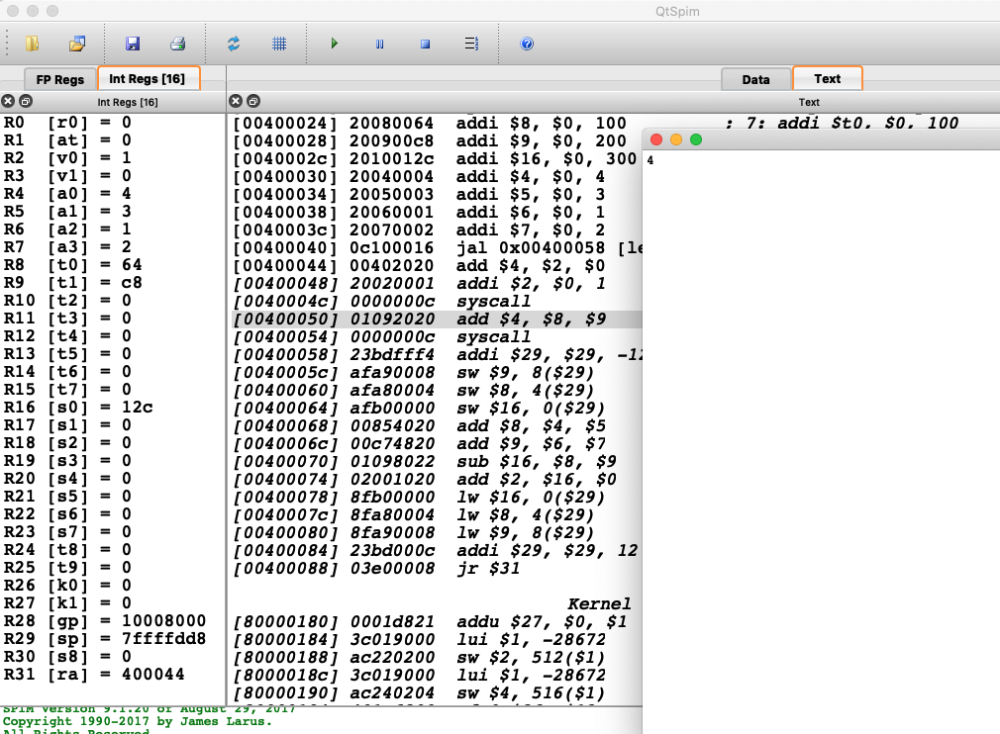 QtSpim
FP Regs
Int Regs [16]
Data
Text
Int Regs [16]
Text
R0 [r0] = 0
R1 [at] = 0
R2 [v0] = 1
R3 [v1] = 0
R4 [a0] = 4
R5 [a1] = 3
R6 [a2] = 1
R7 [a3] = 2
R8 [t0] = 64
R9 [t1] = c8
R10 [t2] = 0
R11 [t3] = 0
R12 [t4] = 0
R13 [t5] = 0
R14 [t6] = 0
R15 [t7] = 0
R16 [s0] = 12c
R17 [s1] = 0
R18 [s2] = 0
R19 [s3] = 0
R20 [s4] = 0
R21 [s5] = 0
R22 [s6] = 0
R23 [s7] = 0
R24 [t8] = 0
R25 [t9] = 0
R26 [k0] = 0
R27 [k1] = 0
R28 [gp] = 10008000
R29 [sp] = 7ffffdd8
R30 [s8] = 0
R31 [ra] = 400044
[00400024] 20080064 addi $8, $0, 100 ; 7: addi $t0, $0, 100
[00400028] 200900c8 addi $9, $0, 200
[0040002c] 2010012c addi $16, $0, 300
[00400030] 20040004 addi $4, $0, 4
[00400034] 20050003 addi $5, $0, 3
[00400038] 20060001 addi $6, $0, 1
[0040003c] 20070002 addi $7, $0, 2
[00400040] 0c100016 jal 0x00400058 [le
[00400044] 00402020 add $4, $2, $0
[00400048] 20020001 addi $2, $0, 1
[0040004c] 0000000c syscall
[00400050] 01092020 add $4, $8, $9
[00400054] 0000000c syscall
[00400058] 23bdfff4 addi $29, $29, -12
[0040005c] afa90008 sw $9, 8($29)
[00400060] afa80004 sw $8, 4($29)
[00400064] afb00000 sw $16, 0($29)
[00400068] 00854020 add $8, $4, $5
[0040006c] 00c74820 add $9, $6, $7
[00400070] 01098022 sub $16, $8, $9
[00400074] 02001020 add $2, $16, $0
[00400078] 8fb00000 lw $16, 0($29)
[0040007c] 8fa80004 lw $8, 4($29)
[00400080] 8fa90008 lw $9, 8($29)
[00400084] 23bd000c addi $29, $29, 12
[00400088] 03e00008 jr $31
Kernel
[80000180] 0001d821 addu $27, $0, $1
[80000184] 3c019000 lui $1, -28672
[80000188] ac220200 sw $2, 512($1)
[8000018c] 3c019000 lui $1, -28672
[80000190] ac240204 sw $4, 516($1)
4
SPIM Version 9.1.20 of August 29, 2017
Copyright 1990-2017 by James Larus.
All Rights Reserved